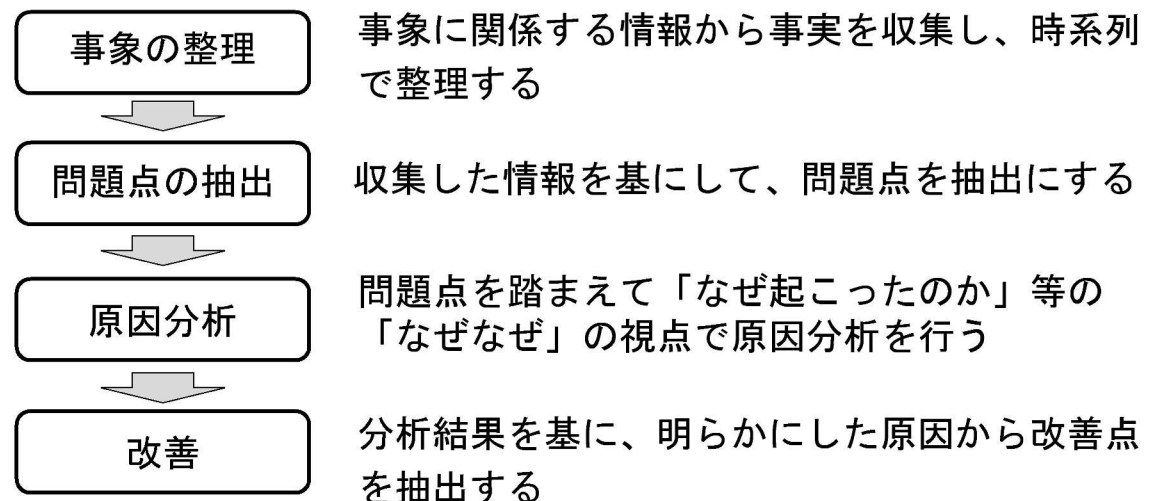 事象の整理
事象に関係する情報から事実を収集し、時系列
で整理する
問題点の抽出
収集した情報を基にして、問題点を抽出にする
原因分析
問題点を踏まえて「なぜ起こったのか」等の
「なぜなぜ」の視点で原因分析を行う
改善
分析結果を基に、明らかにした原因から改善点
を抽出する